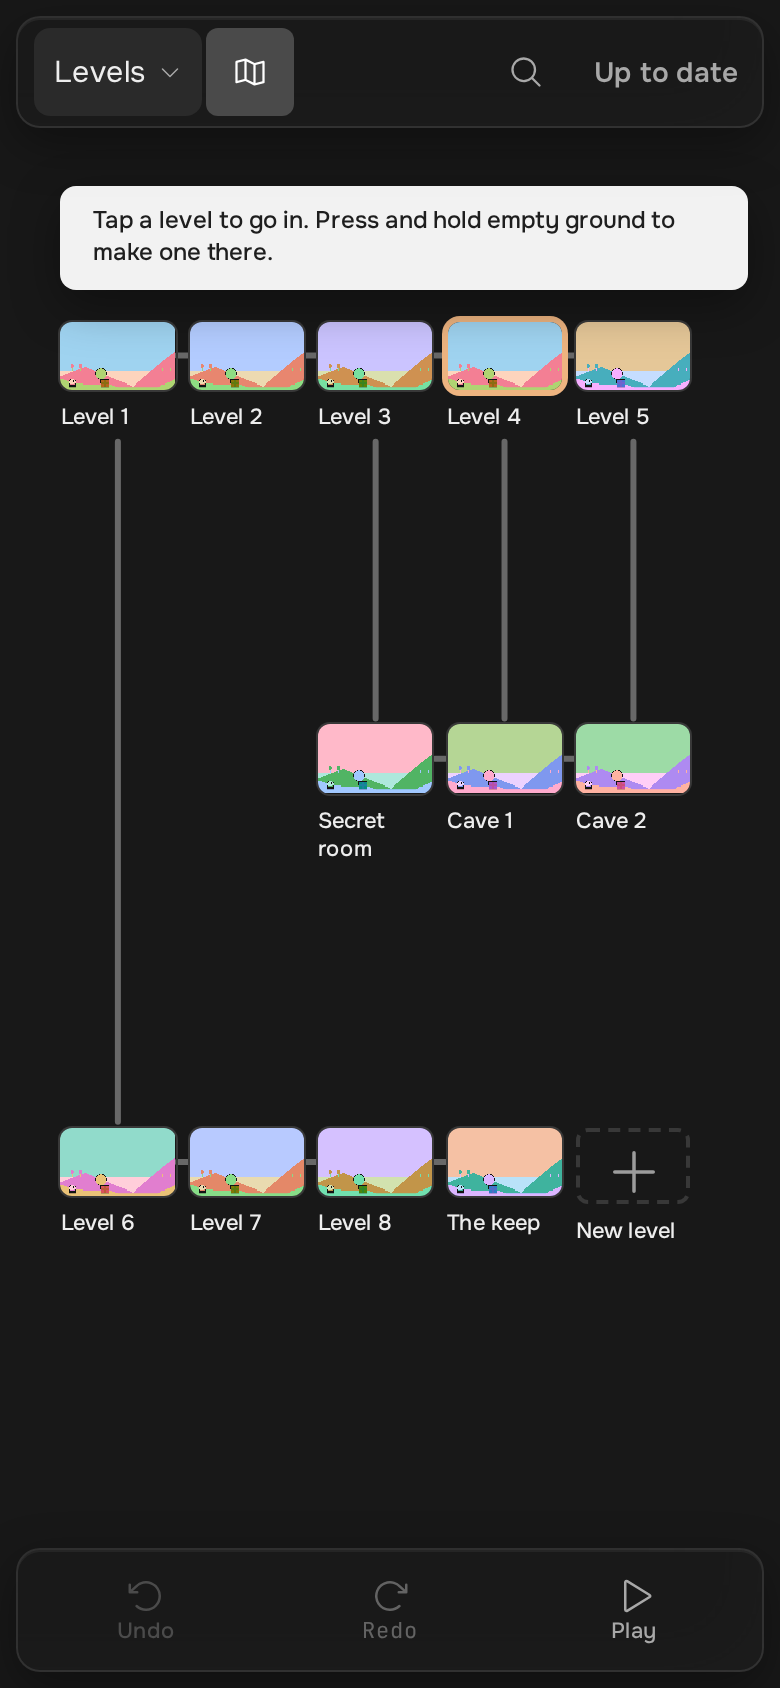 Levels
Up to date
Tap a level to go in. Press and hold empty ground to
make one there.
Level 1
Level 2
Level 3
Level 4
Level 5
Secret
room
Cave 1
Cave 2
Level 6
Level 7
Level 8
The keep
New level
Undo
Redo
Play